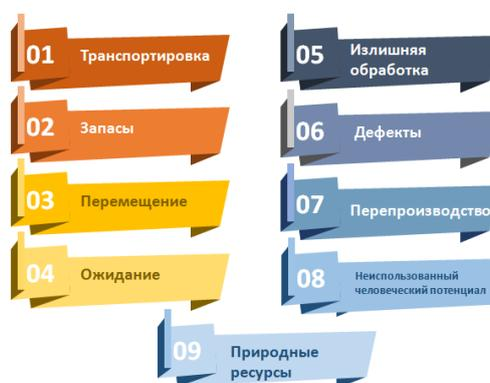 01 Транспортировка
02 Запасы
03 Перемещение
04 Ожидание
05 Излишняя
обработка
06 Дефекты
07 Перепроизводство
08 Неиспользованный
человеческий потенциал
09 Природные
ресурсы